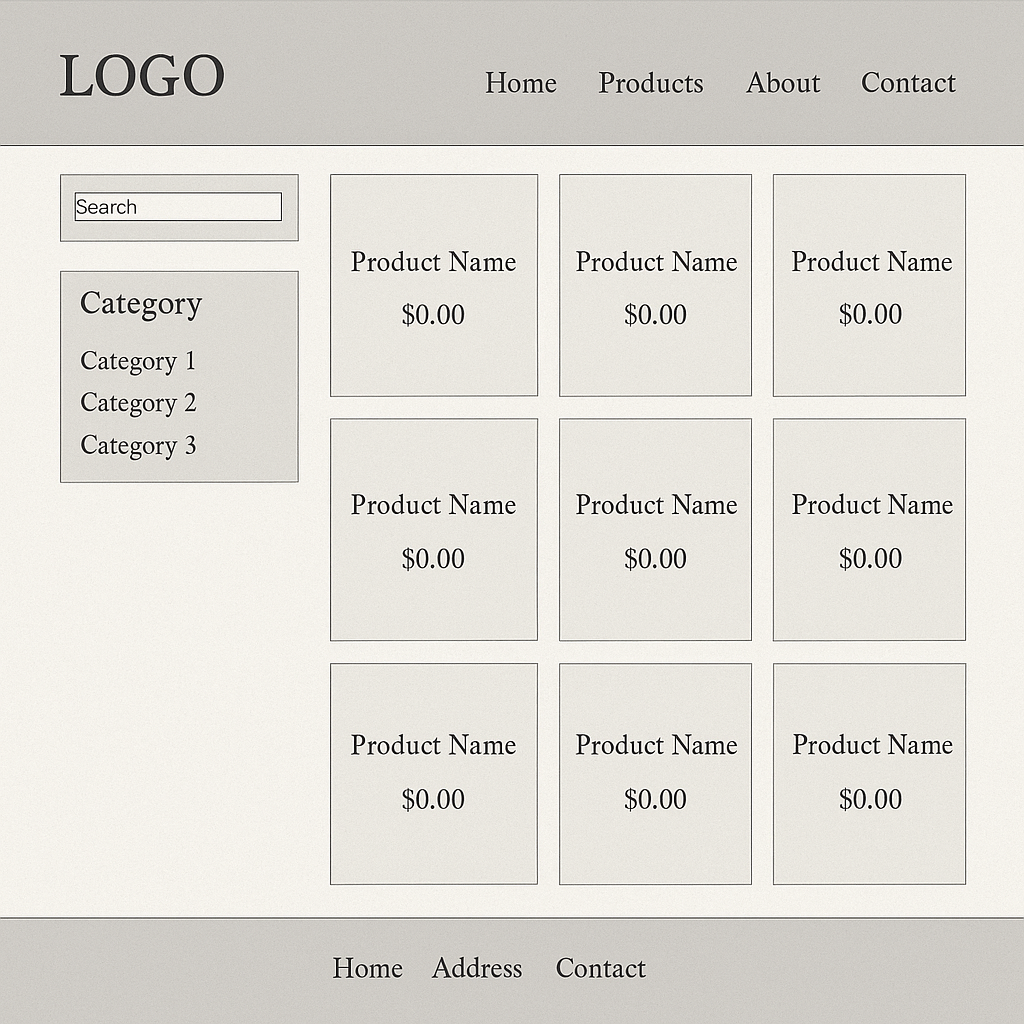 LOGO
Home Products About Contact
Search
Category
Category 1
Category 2
Category 3
Product Name Product Name Product Name
$0.00 $0.00 $0.00
Product Name Product Name Product Name
$0.00 $0.00 $0.00
Product Name Product Name Product Name
$0.00 $0.00 $0.00
Home Address Contact